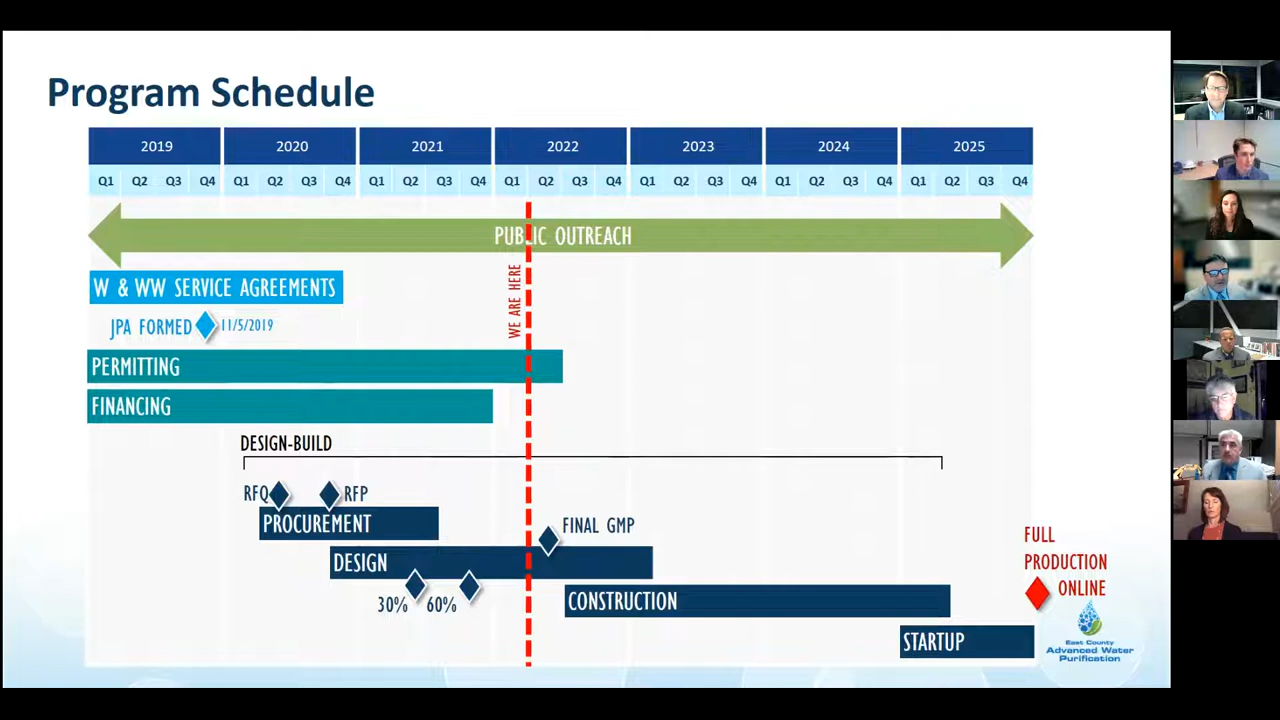 Program Schedule
2019 2020 2021 2022 2023 2024 2025
Q1 Q2 Q3 Q4 Q1 Q2 Q3 Q4 Q1 Q2 Q3 Q4 Q1 Q2 Q3 Q4 Q1 Q2 Q3 Q4 Q1 Q2 Q3 Q4 Q1 Q2 Q3 Q4
PUBLIC OUTREACH
WE ARE HERE
W & WW SERVICE AGREEMENTS
JPA FORMED 11/5/2019
PERMITTING
FINANCING
DESIGN-BUILD
RFQ RFP
PROCUREMENT
FINAL GMP
DESIGN
30% 60%
CONSTRUCTION
STARTUP
FULL
PRODUCTION
ONLINE
East County
Advanced Water
Purification